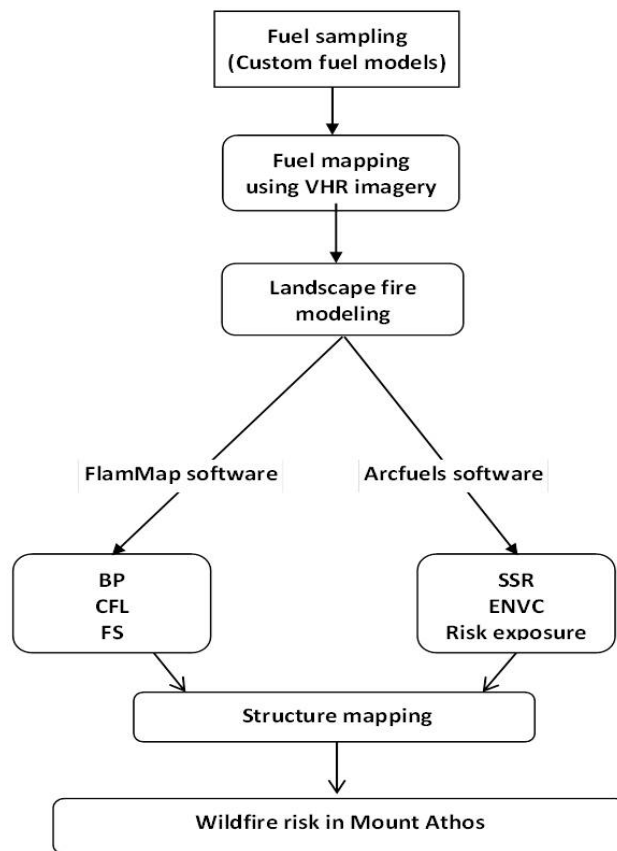 Fuel sampling
(Custom fuel models)
Fuel mapping
using VHR imagery
Landscape fire
modeling
FlamMap software
Arcfuels software
BP
CFL
FS
SSR
ENVC
Risk exposure
Structure mapping
Wildfire risk in Mount Athos